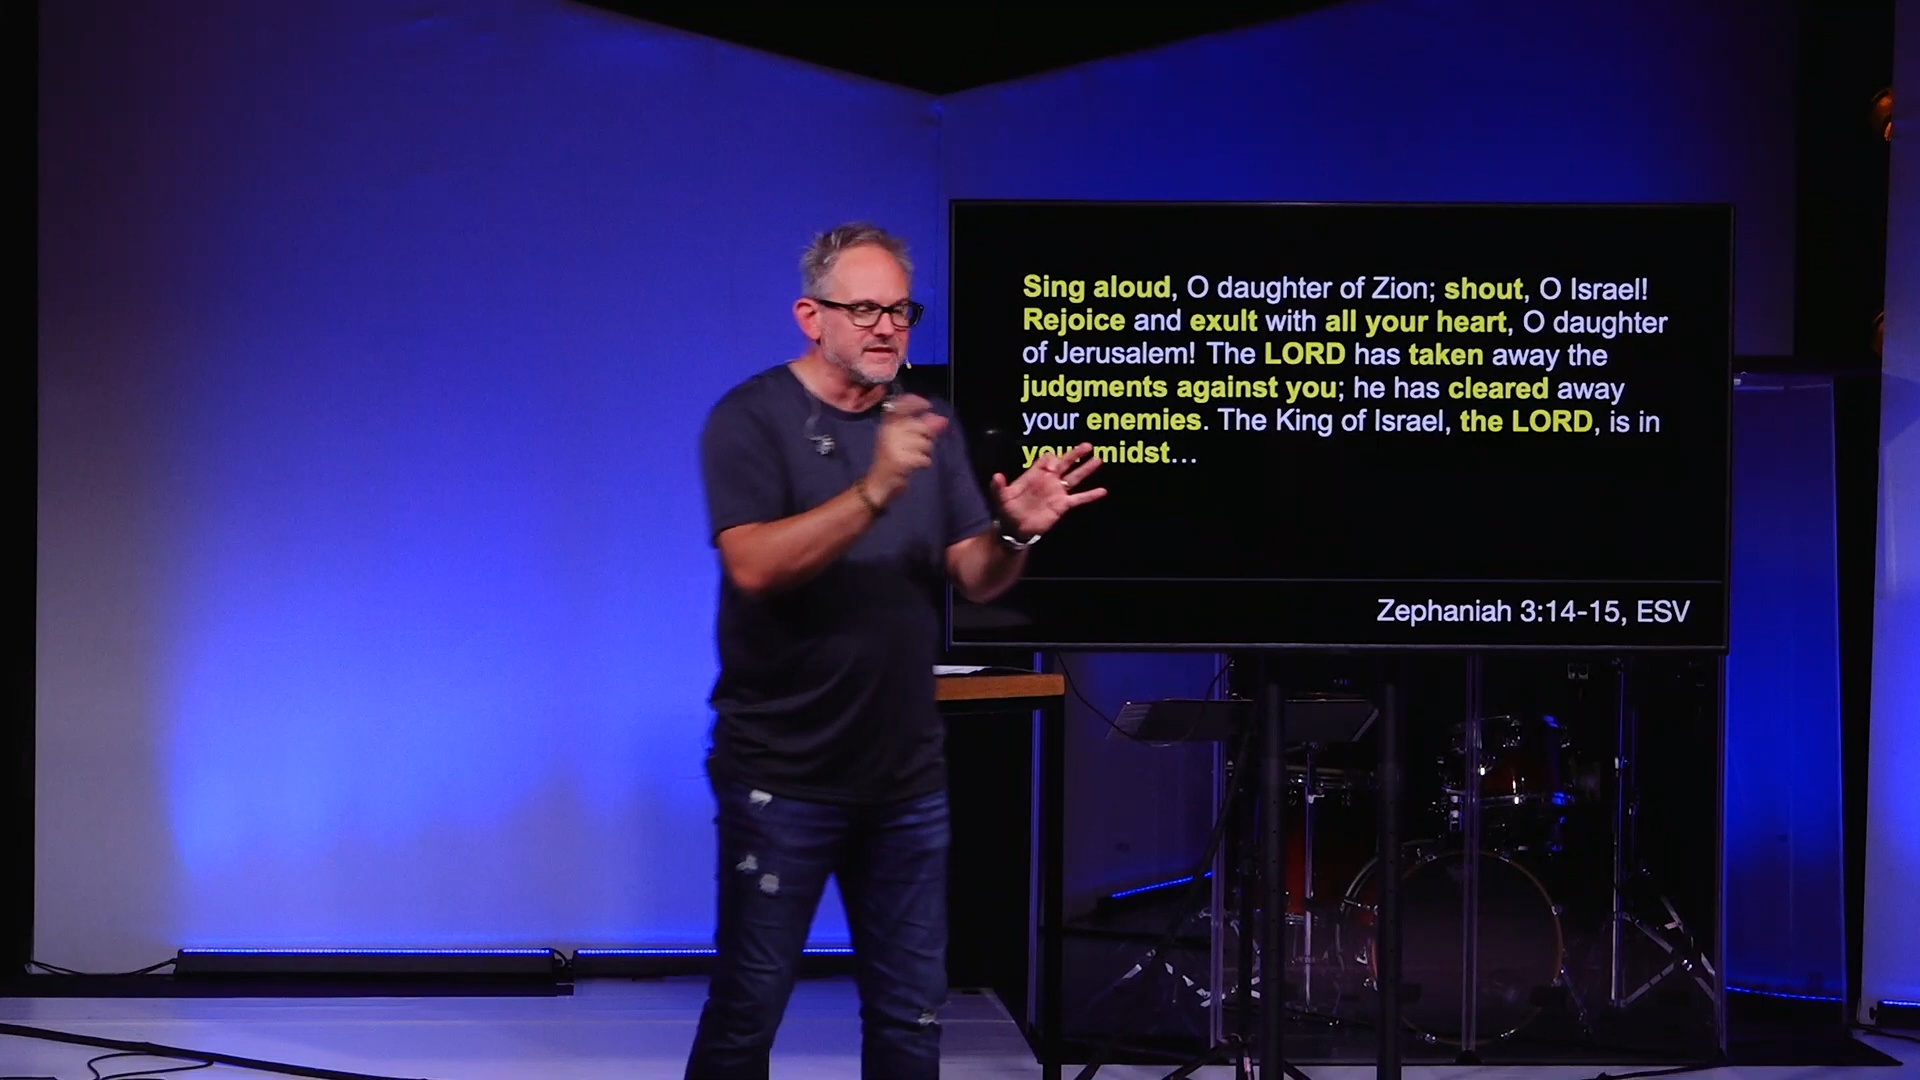 Sing aloud, O daughter of Zion; shout, O Israel!
Rejoice and exult with all your heart, O daughter
of Jerusalem! The LORD has taken away the
judgments against you; he has cleared away
your enemies. The King of Israel, the LORD, is in
your midst…
Zephaniah 3:14-15, ESV